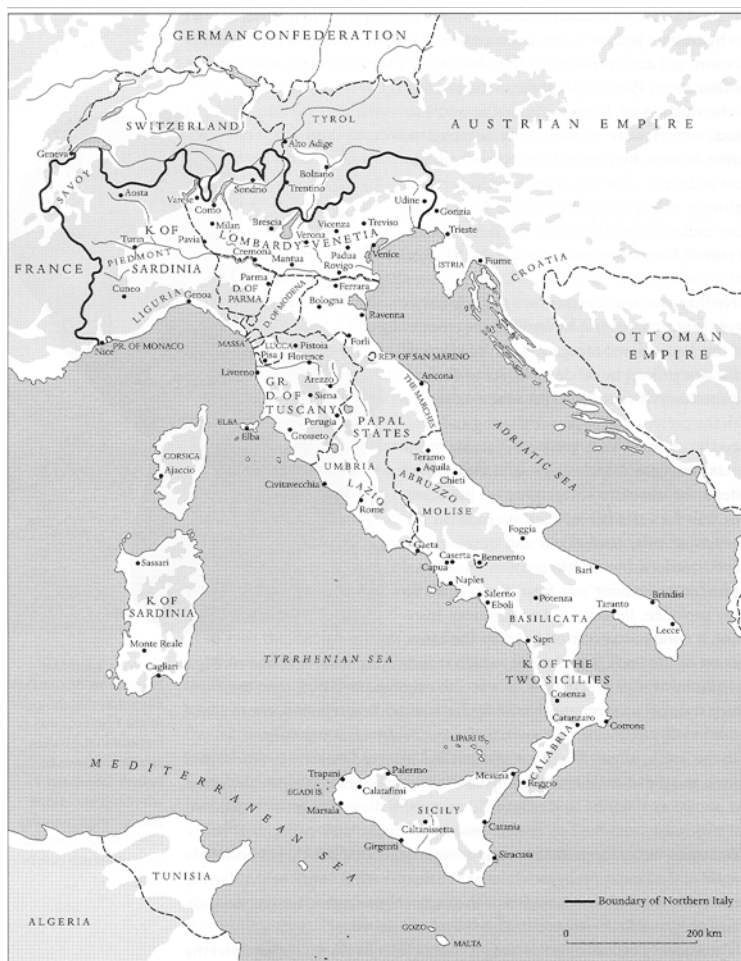 GERMAN CONFEDERATION
SWITZERLAND
TYROL
AUSTRIAN EMPIRE
Geneva
Alto Adige
Bolzano
SAVOY
Aosta
Varese
Como
Sondrio
Trentino
Udine
Gorizia
Trieste
Milan
Brescia
Vicenza
Treviso
Verona
LOMBARDY-VENETIA
K. OF
SARDINIA
Turin
Pavia
PIEDMONT
Cremona
Mantua
Padua
Rovigo
Venice
ISTRIA
Fiume
CROATIA
FRANCE
Cuneo
LIGURIA
Genoa
Parma
D. OF
PARMA
D. OF MODENA
Ferrara
Bologna
Ravenna
OTTOMAN
EMPIRE
Nice
PR. OF MONACO
MASSA
LUCCA
Pistoia
Pisa
Florence
Forli
REP. OF SAN MARINO
Livorno
Arezzo
Siena
GR.
D. OF
TUSCANY
Ancona
THE MARCHES
Perugia
PAPAL
STATES
ADRIATIC SEA
ELBA
Elba
Grosseto
CORSICA
Ajaccio
UMBRIA
Teramo
Aquila
Chieti
ABRUZZO
Civitavecchia
LAZIO
Rome
MOLISE
Foggia
Gaeta
Caserta
Capua
Benevento
Bari
Naples
Salerno
Eboli
Potenza
Taranto
Brindisi
Lecce
BASILICATA
Sapri
Sassari
K. OF
SARDINIA
Monte Reale
Cagliari
TYRRHENIAN SEA
K. OF THE
TWO SICILIES
Cosenza
Catanzaro
Cotrone
CALABRIA
LIPARI IS.
MEDITERRANEAN SEA
Trapani
Palermo
Messina
Reggio
EGADI IS.
Calatafimi
Marsala
SICILY
Caltanissetta
Catania
Girgenti
Siracusa
TUNISIA
ALGERIA
GOZO
MALTA
Boundary of Northern Italy
0
200 km